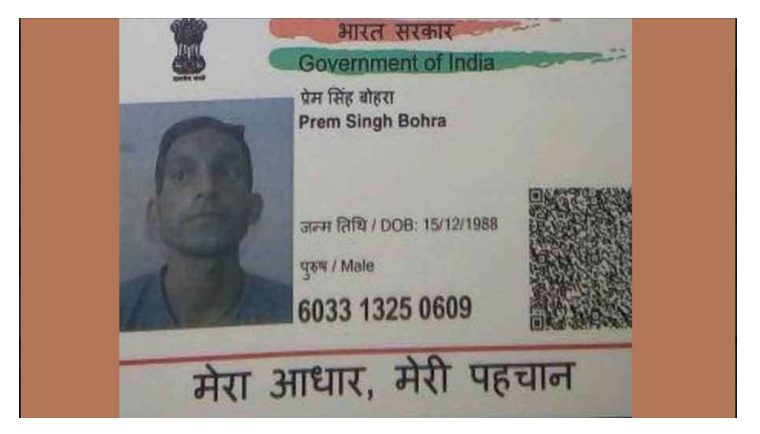 भारत सरकार
Government of India
प्रेम सिंह बोहरा
Prem Singh Bohra
जन्म तिथि / DOB: 15/12/1988
पुरुष / Male
6033 1325 0609
मेरा आधार, मेरी पहचान